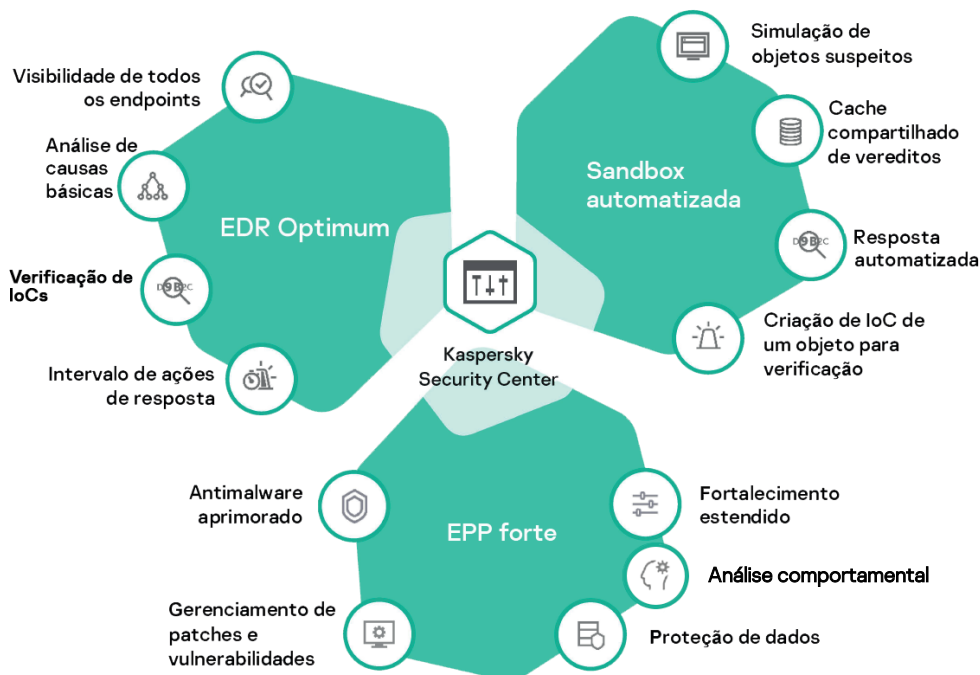 Visibilidade de todos
os endpoints
Análise de
causas
básicas
Verificação de
IoCs
Intervalo de ações
de resposta
EDR Optimum
D9B2C
Simulação de
objetos suspeitos
Cache
compartilhado
de vereditos
Resposta
automatizada
Criação de IoC de
um objeto para
verificação
Sandbox
automatizada
D9B2C
Kaspersky
Security Center
Antimalware
aprimorado
Gerenciamento de
patches e
vulnerabilidades
EPP forte
Fortalecimento
estendido
Análise comportamental
Proteção de dados